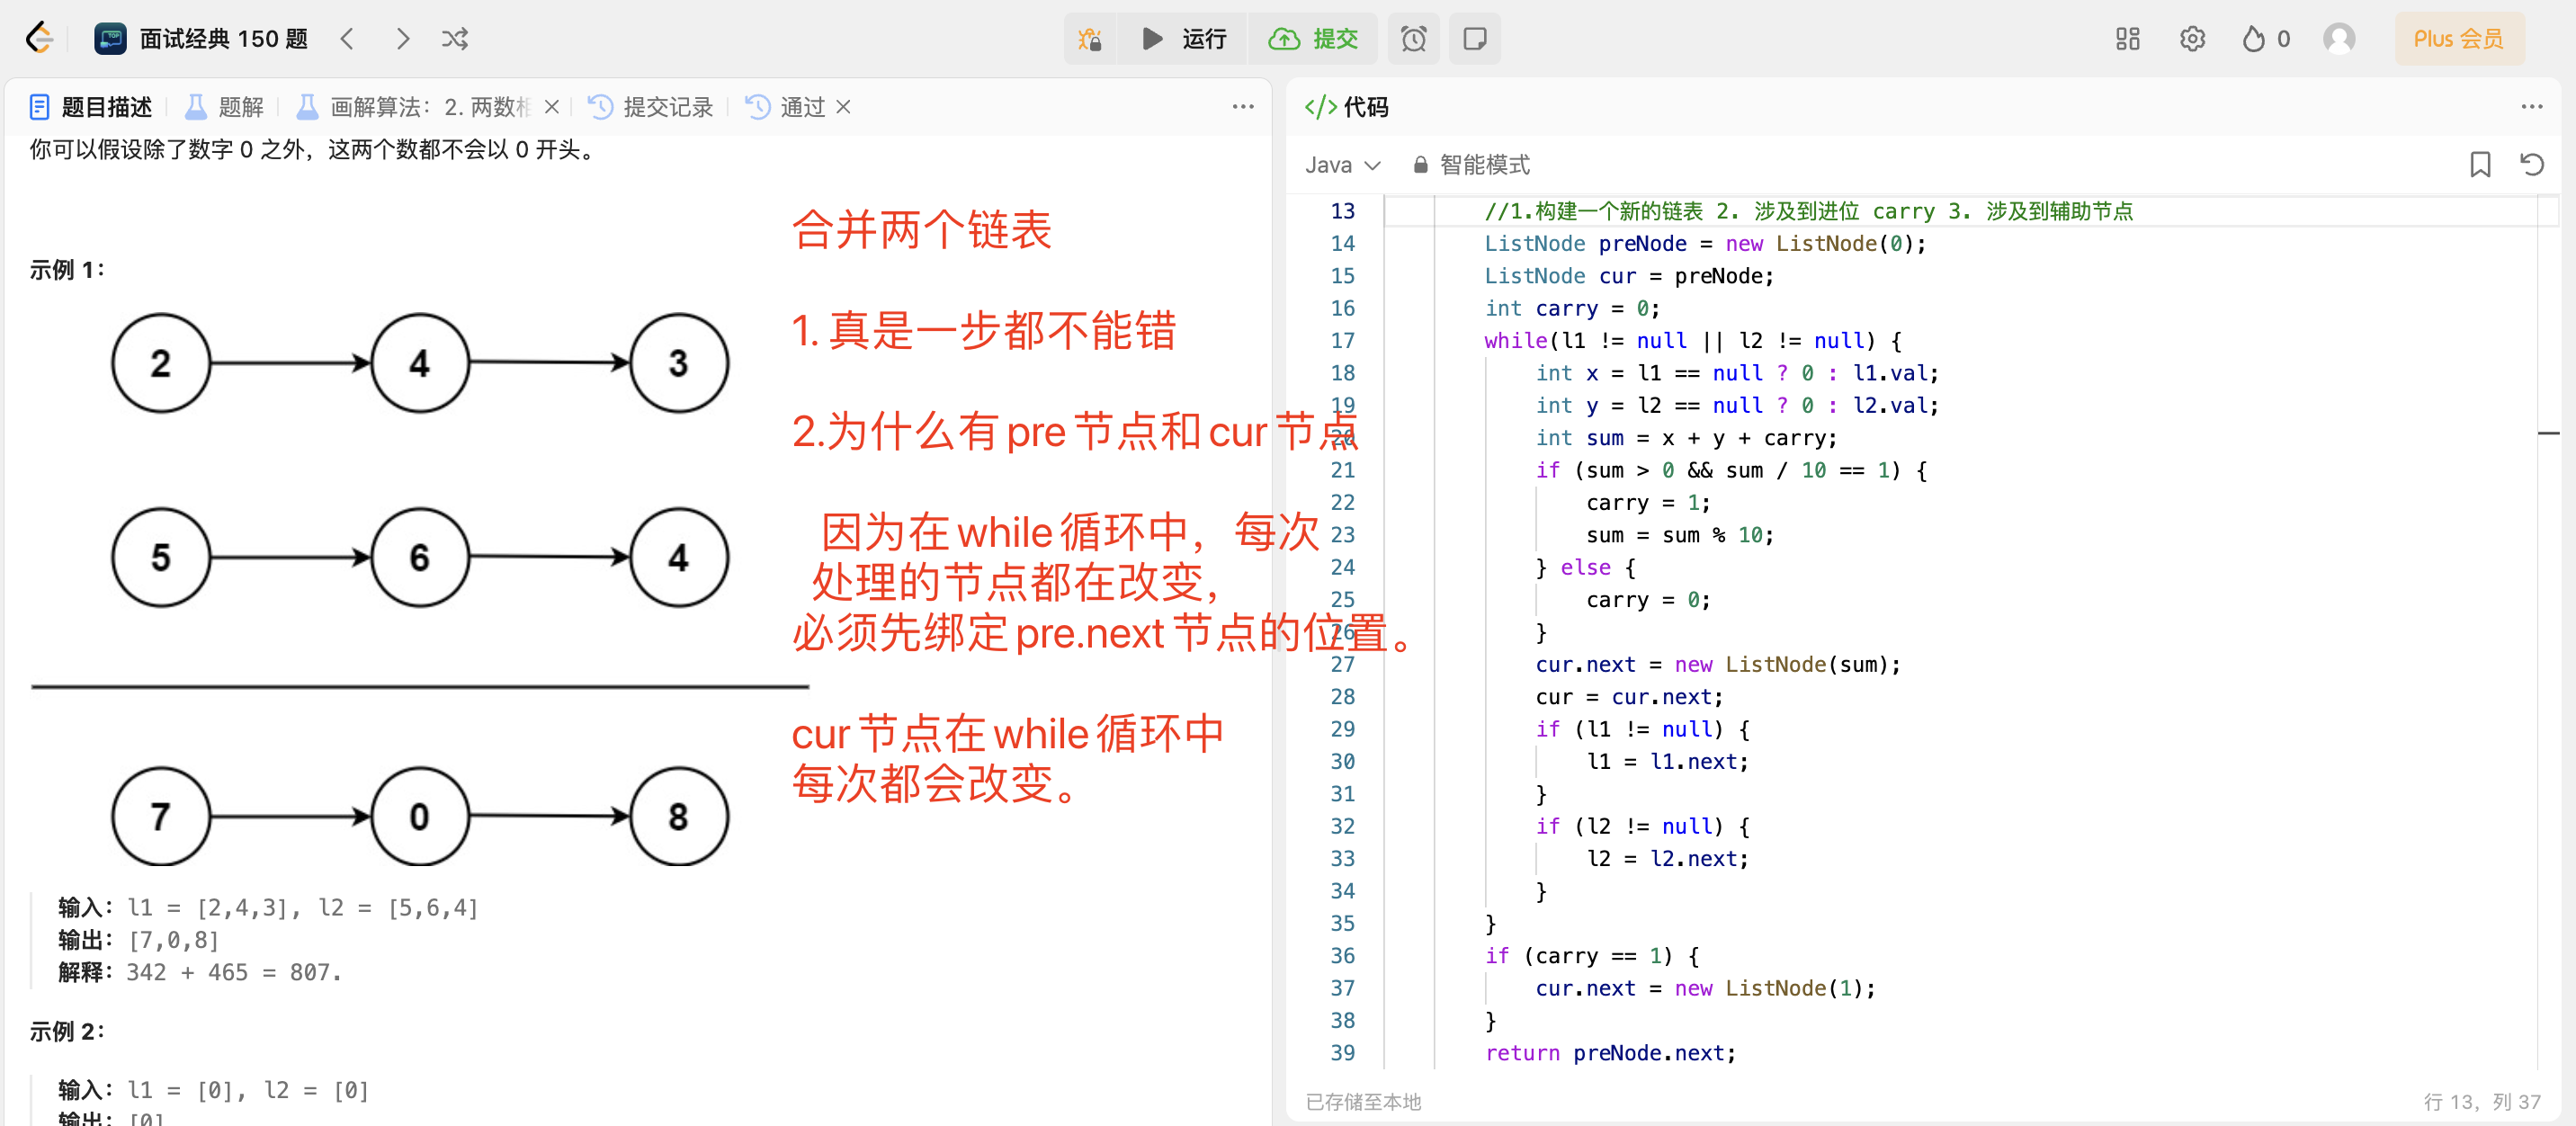 面试经典 150 题
运行
提交
0
Plus 会员
题目描述
题解
画解算法：2. 两数相
提交记录
通过
你可以假设除了数字 0 之外，这两个数都不会以 0 开头。
示例 1：
2
4
3
5
6
4
7
0
8
合并两个链表
1. 真是一步都不能错
2.为什么有 pre 节点和 cur 节点
因为在 while 循环中，每次
处理的节点都在改变，
必须先绑定 pre.next 节点的位置。
cur 节点在 while 循环中
每次都会改变。
输入：l1 = [2,4,3], l2 = [5,6,4]
输出：[7,0,8]
解释：342 + 465 = 807.
示例 2：
输入：l1 = [0], l2 = [0]
输出：[0]
</> 代码
Java
智能模式
13 //1.构建一个新的链表 2. 涉及到进位 carry 3. 涉及到辅助节点
14 ListNode preNode = new ListNode(0);
15 ListNode cur = preNode;
16 int carry = 0;
17 while(l1 != null || l2 != null) {
18 int x = l1 == null ? 0 : l1.val;
19 int y = l2 == null ? 0 : l2.val;
20 int sum = x + y + carry;
21 if (sum > 0 && sum / 10 == 1) {
22 carry = 1;
23 sum = sum % 10;
24 } else {
25 carry = 0;
26 }
27 cur.next = new ListNode(sum);
28 cur = cur.next;
29 if (l1 != null) {
30 l1 = l1.next;
31 }
32 if (l2 != null) {
33 l2 = l2.next;
34 }
35 }
36 if (carry == 1) {
37 cur.next = new ListNode(1);
38 }
39 return preNode.next;
已存储至本地
行 13，列 37